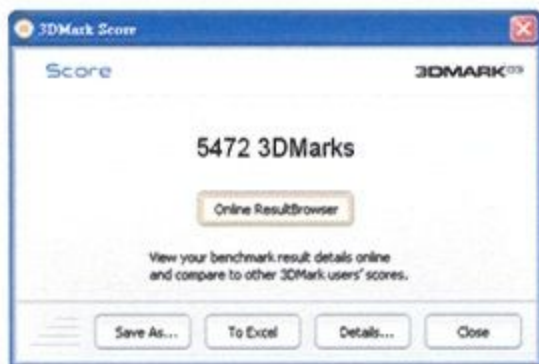 3DMark Score
Score
3DMARK03
5472 3DMarks
Online ResultBrowser
View your benchmark result details online
and compare to other 3DMark users' scores.
Save As...
To Excel
Details...
Close